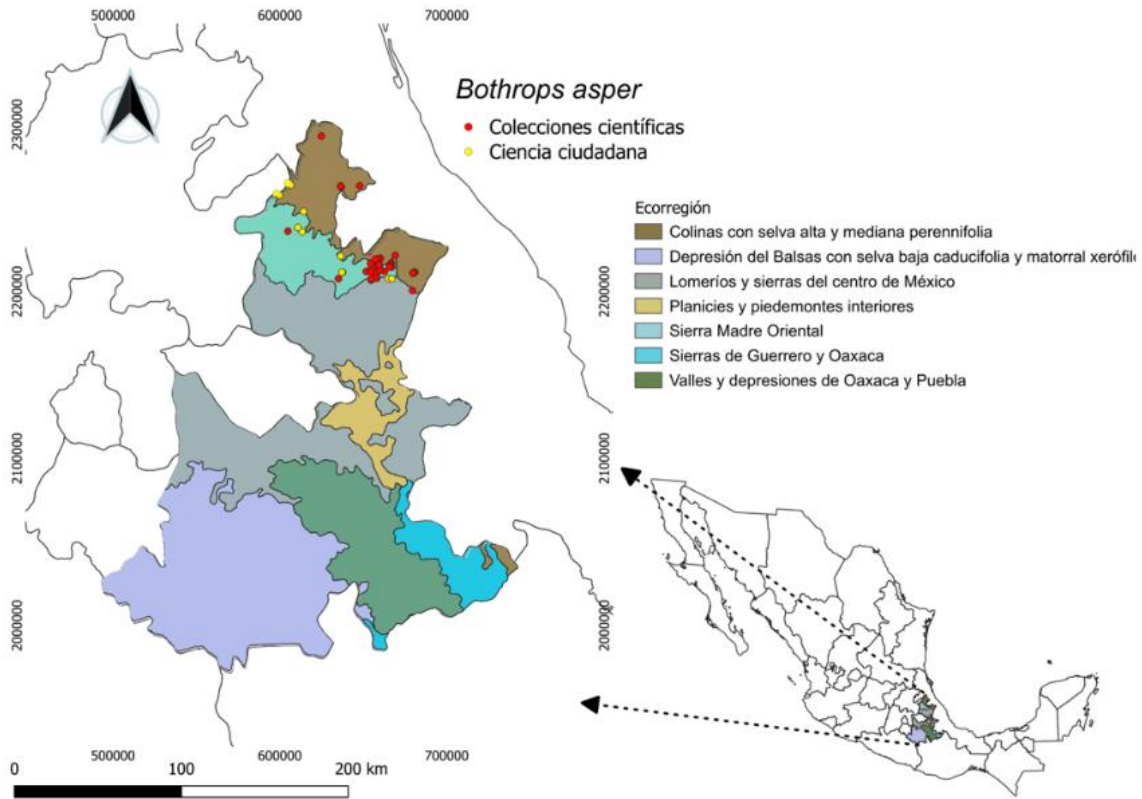 500000 600000 700000
2300000
2200000
2100000
2000000
Bothrops asper
Colecciones científicas
Ciencia ciudadana
Ecorregión
Colinas con selva alta y mediana perennifolia
Depresión del Balsas con selva baja caducifolia y matorral xerófilo
Lomeríos y sierras del centro de México
Planicies y piedemontes interiores
Sierra Madre Oriental
Sierras de Guerrero y Oaxaca
Valles y depresiones de Oaxaca y Puebla
2200000
2100000
2000000
500000 600000 700000
0 100 200 km